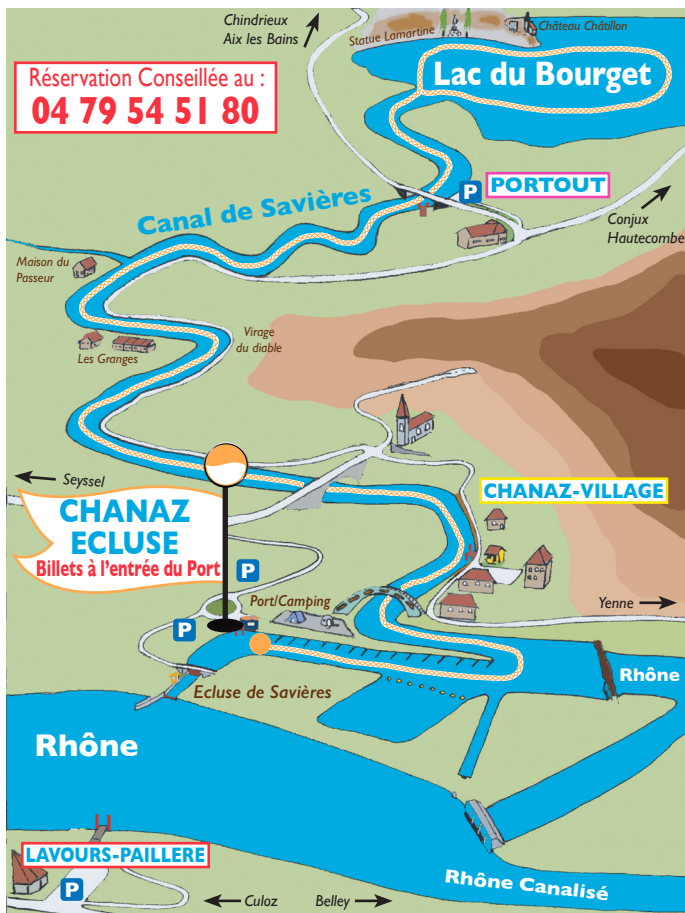 Chindrieux
Aix les Bains
Statue Lamartine
Château Châtillon
Réservation Conseillée au :
04 79 54 51 80
Lac du Bourget
P
PORTOUT
Canal de Savières
Conjux
Hautecombe
Maison du
Passeur
Virage
du diable
Les Granges
Seyssel
CHANAZ-VILLAGE
CHANAZ
ECLUSE
Billets à l'entrée du Port
P
Port/Camping
Yenne
P
Ecluse de Savières
Rhône
Rhône
LAVOURS-PAILLERE
P
Rhône Canalisé
Culoz
Belley